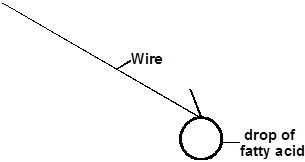 Wire
drop of
fatty acid